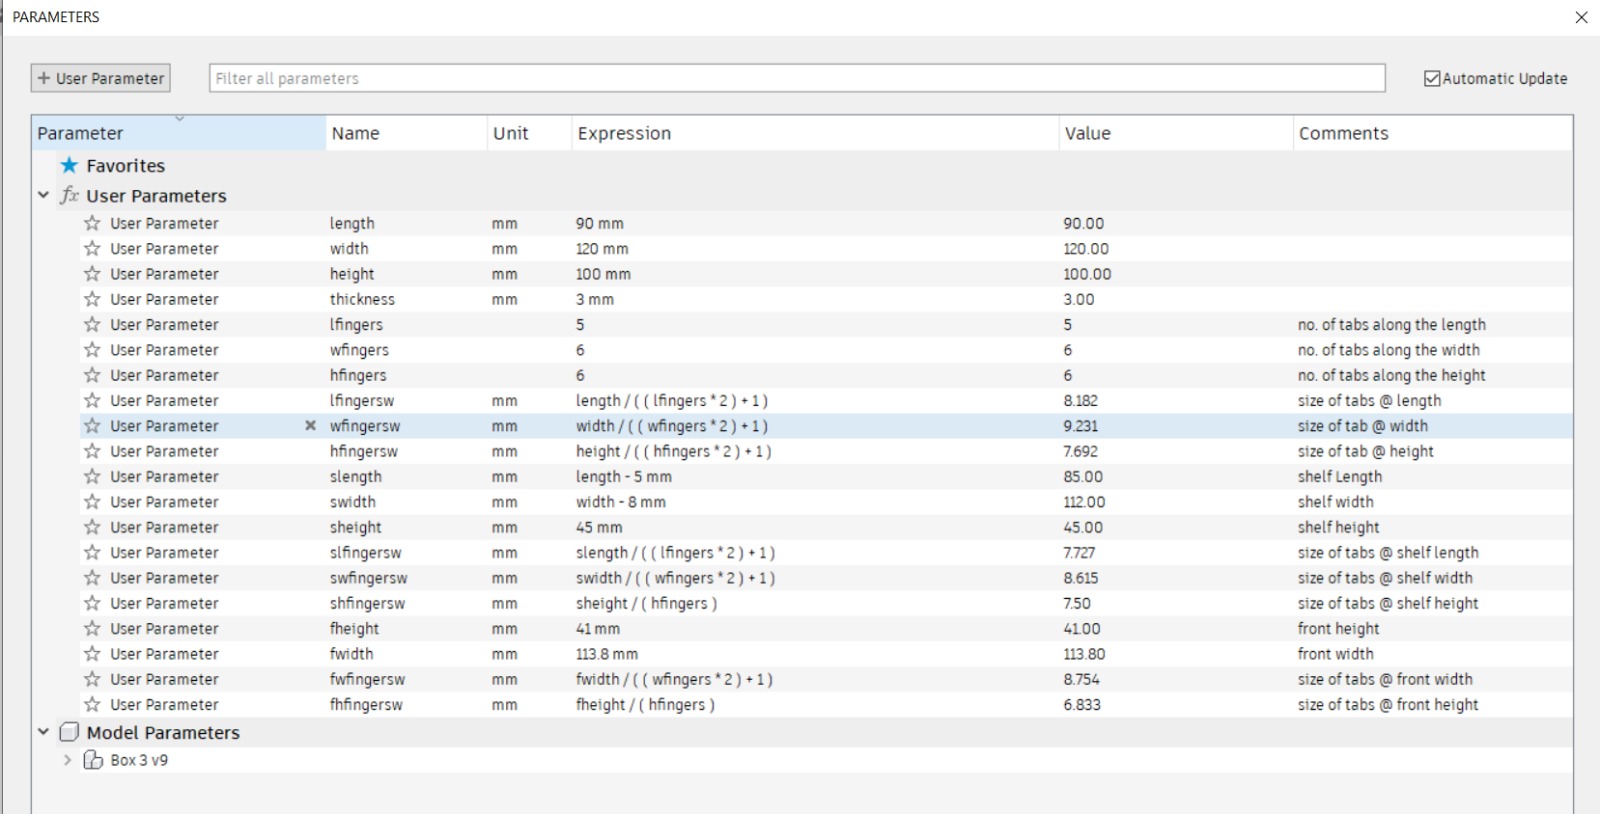 PARAMETERS
+ User Parameter Filter all parameters Automatic Update
Parameter Name Unit Expression Value Comments
Favorites
fx User Parameters
User Parameter length mm 90 mm 90.00
User Parameter width mm 120 mm 120.00
User Parameter height mm 100 mm 100.00
User Parameter thickness mm 3 mm 3.00
User Parameter lfingers 5 5 no. of tabs along the length
User Parameter wfingers 6 6 no. of tabs along the width
User Parameter hfingers 6 6 no. of tabs along the height
User Parameter lfingersw mm length / ( ( lfingers * 2 ) + 1 ) 8.182 size of tabs @ length
User Parameter wfingersw mm width / ( ( wfingers * 2 ) + 1 ) 9.231 size of tab @ width
User Parameter hfingersw mm height / ( ( hfingers * 2 ) + 1 ) 7.692 size of tab @ height
User Parameter slength mm length - 5 mm 85.00 shelf Length
User Parameter swidth mm width - 8 mm 112.00 shelf width
User Parameter sheight mm 45 mm 45.00 shelf height
User Parameter slfingersw mm slength / ( ( lfingers * 2 ) + 1 ) 7.727 size of tabs @ shelf length
User Parameter swfingersw mm swidth / ( ( wfingers * 2 ) + 1 ) 8.615 size of tabs @ shelf width
User Parameter shfingersw mm sheight / ( hfingers ) 7.50 size of tabs @ shelf height
User Parameter fheight mm 41 mm 41.00 front height
User Parameter fwidth mm 113.8 mm 113.80 front width
User Parameter fwfingersw mm fwidth / ( ( wfingers * 2 ) + 1 ) 8.754 size of tabs @ front width
User Parameter fhfingersw mm fheight / ( hfingers ) 6.833 size of tabs @ front height
Model Parameters
Box 3 v9